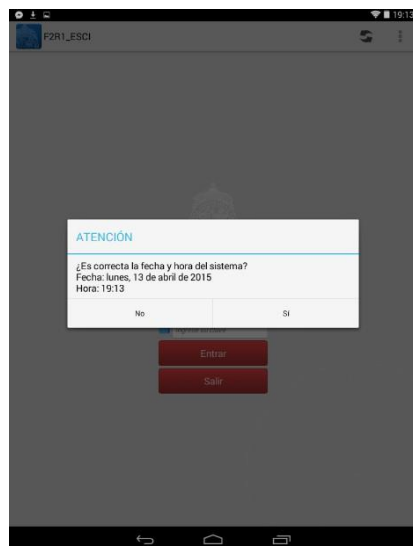 19:13
F2R1_ESCI
ATENCIÓN
¿Es correcta la fecha y hora del sistema?
Fecha: lunes, 13 de abril de 2015
Hora: 19:13
No
Sí
Entrar
Salir